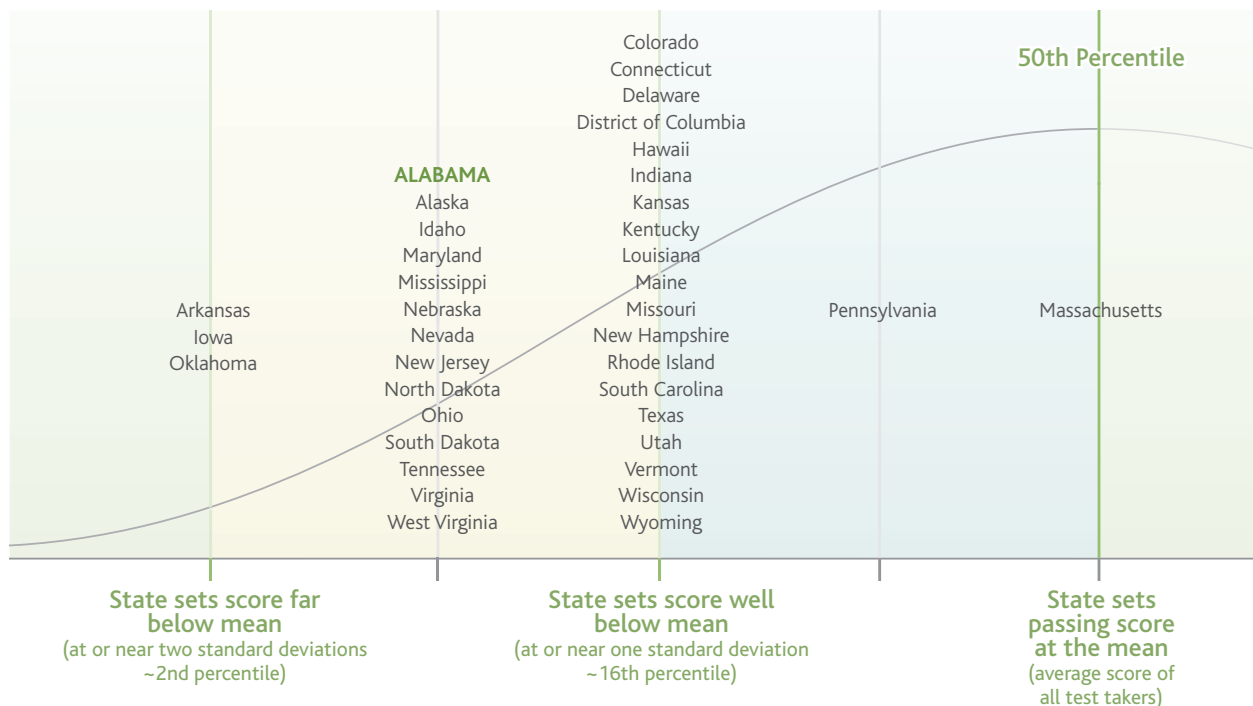 50th Percentile
Arkansas
Iowa
Oklahoma
ALABAMA
Alaska
Idaho
Maryland
Mississippi
Nebraska
Nevada
New Jersey
North Dakota
Ohio
South Dakota
Tennessee
Virginia
West Virginia
Colorado
Connecticut
Delaware
District of Columbia
Hawaii
Indiana
Kansas
Kentucky
Louisiana
Maine
Missouri
New Hampshire
Rhode Island
South Carolina
Texas
Utah
Vermont
Wisconsin
Wyoming
Pennsylvania
Massachusetts
State sets score far
below mean
(at or near two standard deviations
~2nd percentile)
State sets score well
below mean
(at or near one standard deviation
~16th percentile)
State sets
passing score
at the mean
(average score of
all test takers)